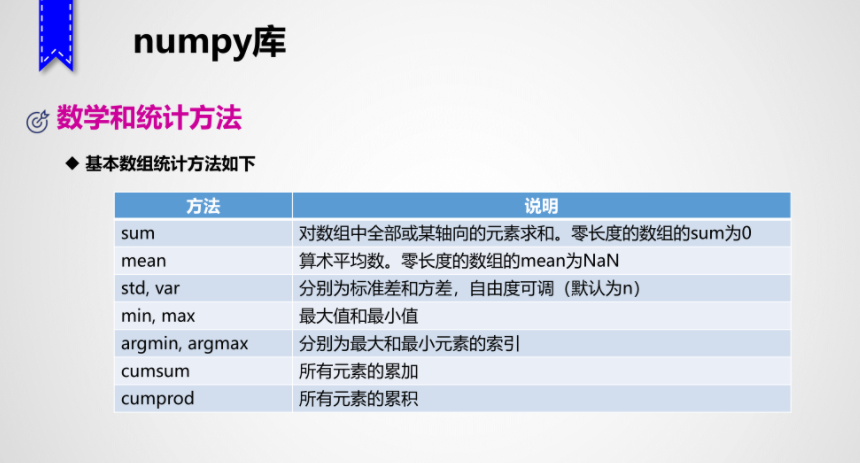 numpy库
数学和统计方法
◆ 基本数组统计方法如下
方法 说明
sum 对数组中全部或某轴向的元素求和。零长度的数组的sum为0
mean 算术平均数。零长度的数组的mean为NaN
std, var 分别为标准差和方差，自由度可调（默认为n）
min, max 最大值和最小值
argmin, argmax 分别为最大和最小元素的索引
cumsum 所有元素的累加
cumprod 所有元素的累积